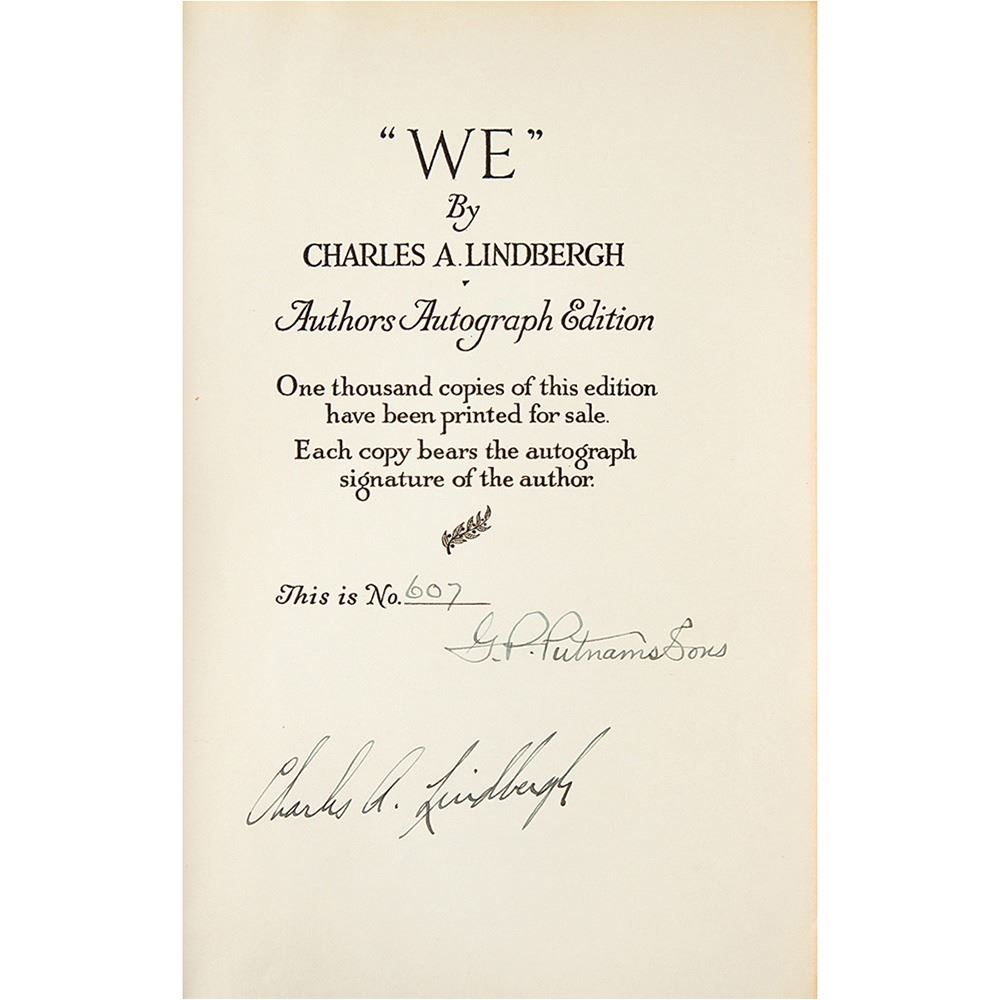 “WE”
By
CHARLES A. LINDBERGH
Authors Autograph Edition
One thousand copies of this edition
have been printed for sale.
Each copy bears the autograph
signature of the author.
This is No. 607
G. P. Putnams Sons
Charles A. Lindbergh